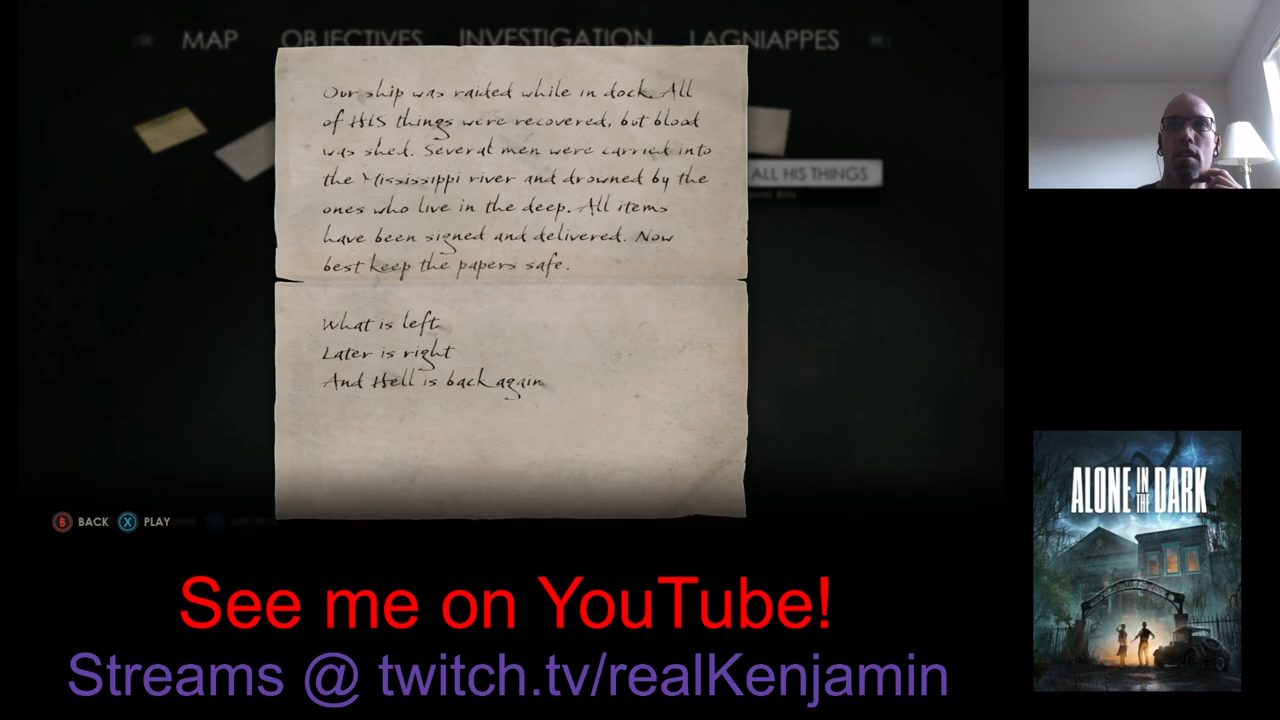 MAP OBJECTIVES INVESTIGATION LAGNIAPPES
Our ship was raided while in dock. All
of HIS things were recovered, but blood
was shed. Several men were carried into
the Mississippi river and drowned by the
ones who live in the deep. All items
have been signed and delivered. Now
best keep the papers safe.
What is left
Later is right
And Hell is back again
ALL HIS THINGS
B BACK X PLAY
ALONE IN THE DARK
See me on YouTube!
Streams @ twitch.tv/realKenjamin